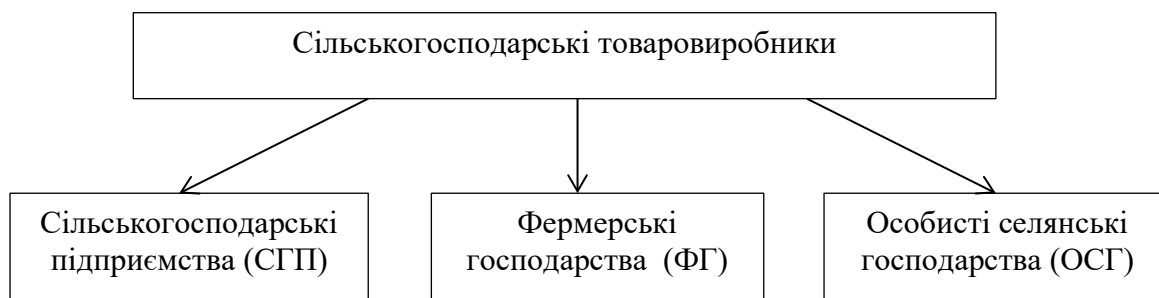 Сільськогосподарські товаровиробники
Сільськогосподарські
підприємства (СГП)
Фермерські
господарства (ФГ)
Особисті селянські
господарства (ОСГ)